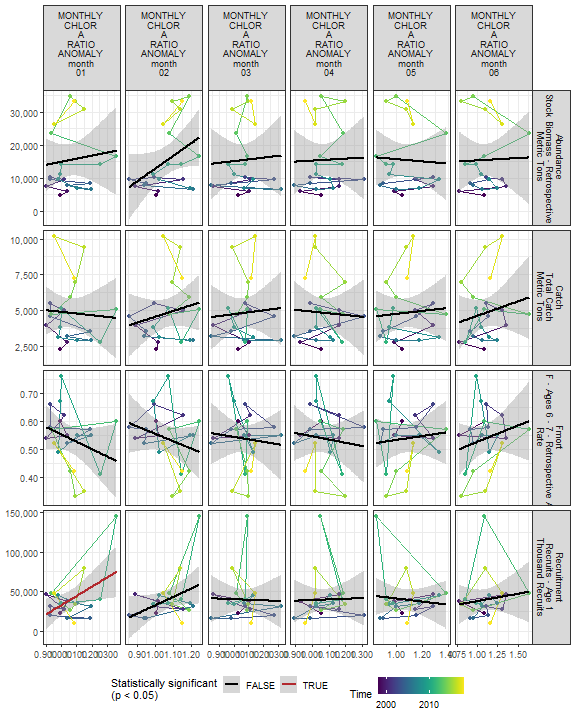 MONTHLY
CHLOR
A
RATIO
ANOMALY
month
01
MONTHLY
CHLOR
A
RATIO
ANOMALY
month
02
MONTHLY
CHLOR
A
RATIO
ANOMALY
month
03
MONTHLY
CHLOR
A
RATIO
ANOMALY
month
04
MONTHLY
CHLOR
A
RATIO
ANOMALY
month
05
MONTHLY
CHLOR
A
RATIO
ANOMALY
month
06
30,000
20,000
10,000
0
Abundance
Stock Biomass - Retrospective
Metric Tons
10,000
7,500
5,000
2,500
Catch
Total Catch
Metric Tons
0.70
0.60
0.50
0.40
Fmort
F - Ages 6 - 7 - Retrospective
Rate
150,000
100,000
50,000
0
Recruitment
Recruits - Age 1
Thousand Recruits
1.00 1.20
1.00 1.25 1.50
Statistically significant
(p < 0.05)
FALSE
TRUE
Time
2000 2010